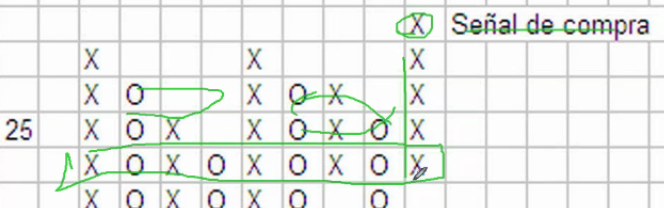 X Señal de compra
X X X
X O X O X X
25 X O X X O X O X
X O X O X O X O X
X O X O X O O